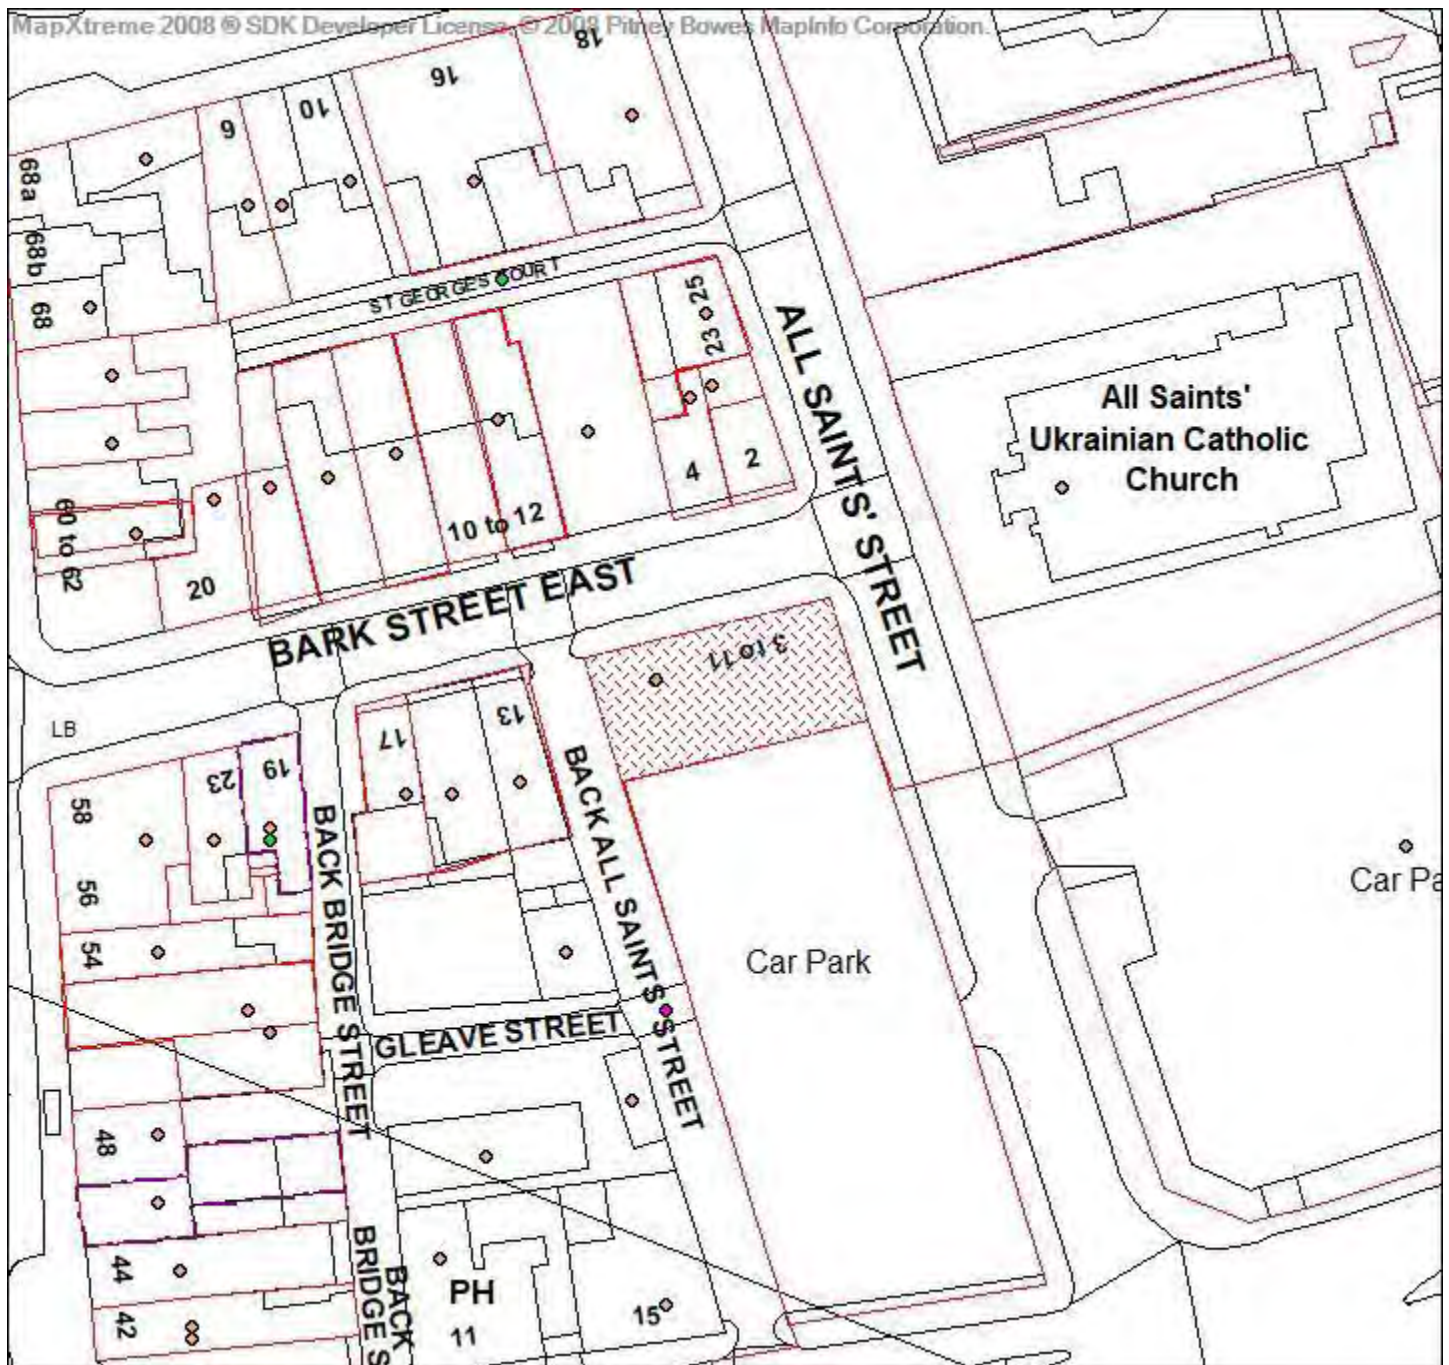 MapXtreme 2008 ® SDK Developer License. © 2008 Pitney Bowes MapInfo Corporation.
18
16
10
6
68a
68b
68
ST GEORGES COURT
23
25
ALL SAINTS' STREET
All Saints'
Ukrainian Catholic
Church
4
2
10 to 12
60 to 62
20
BARK STREET EAST
3 to 11
LB
13
17
19
23
58
56
54
BACK BRIDGE STREET
BACK ALL SAINTS' STREET
Car Park
Car Pa
GLEAVE STREET
48
44
42
BRIDGE S
BACK
PH
11
15